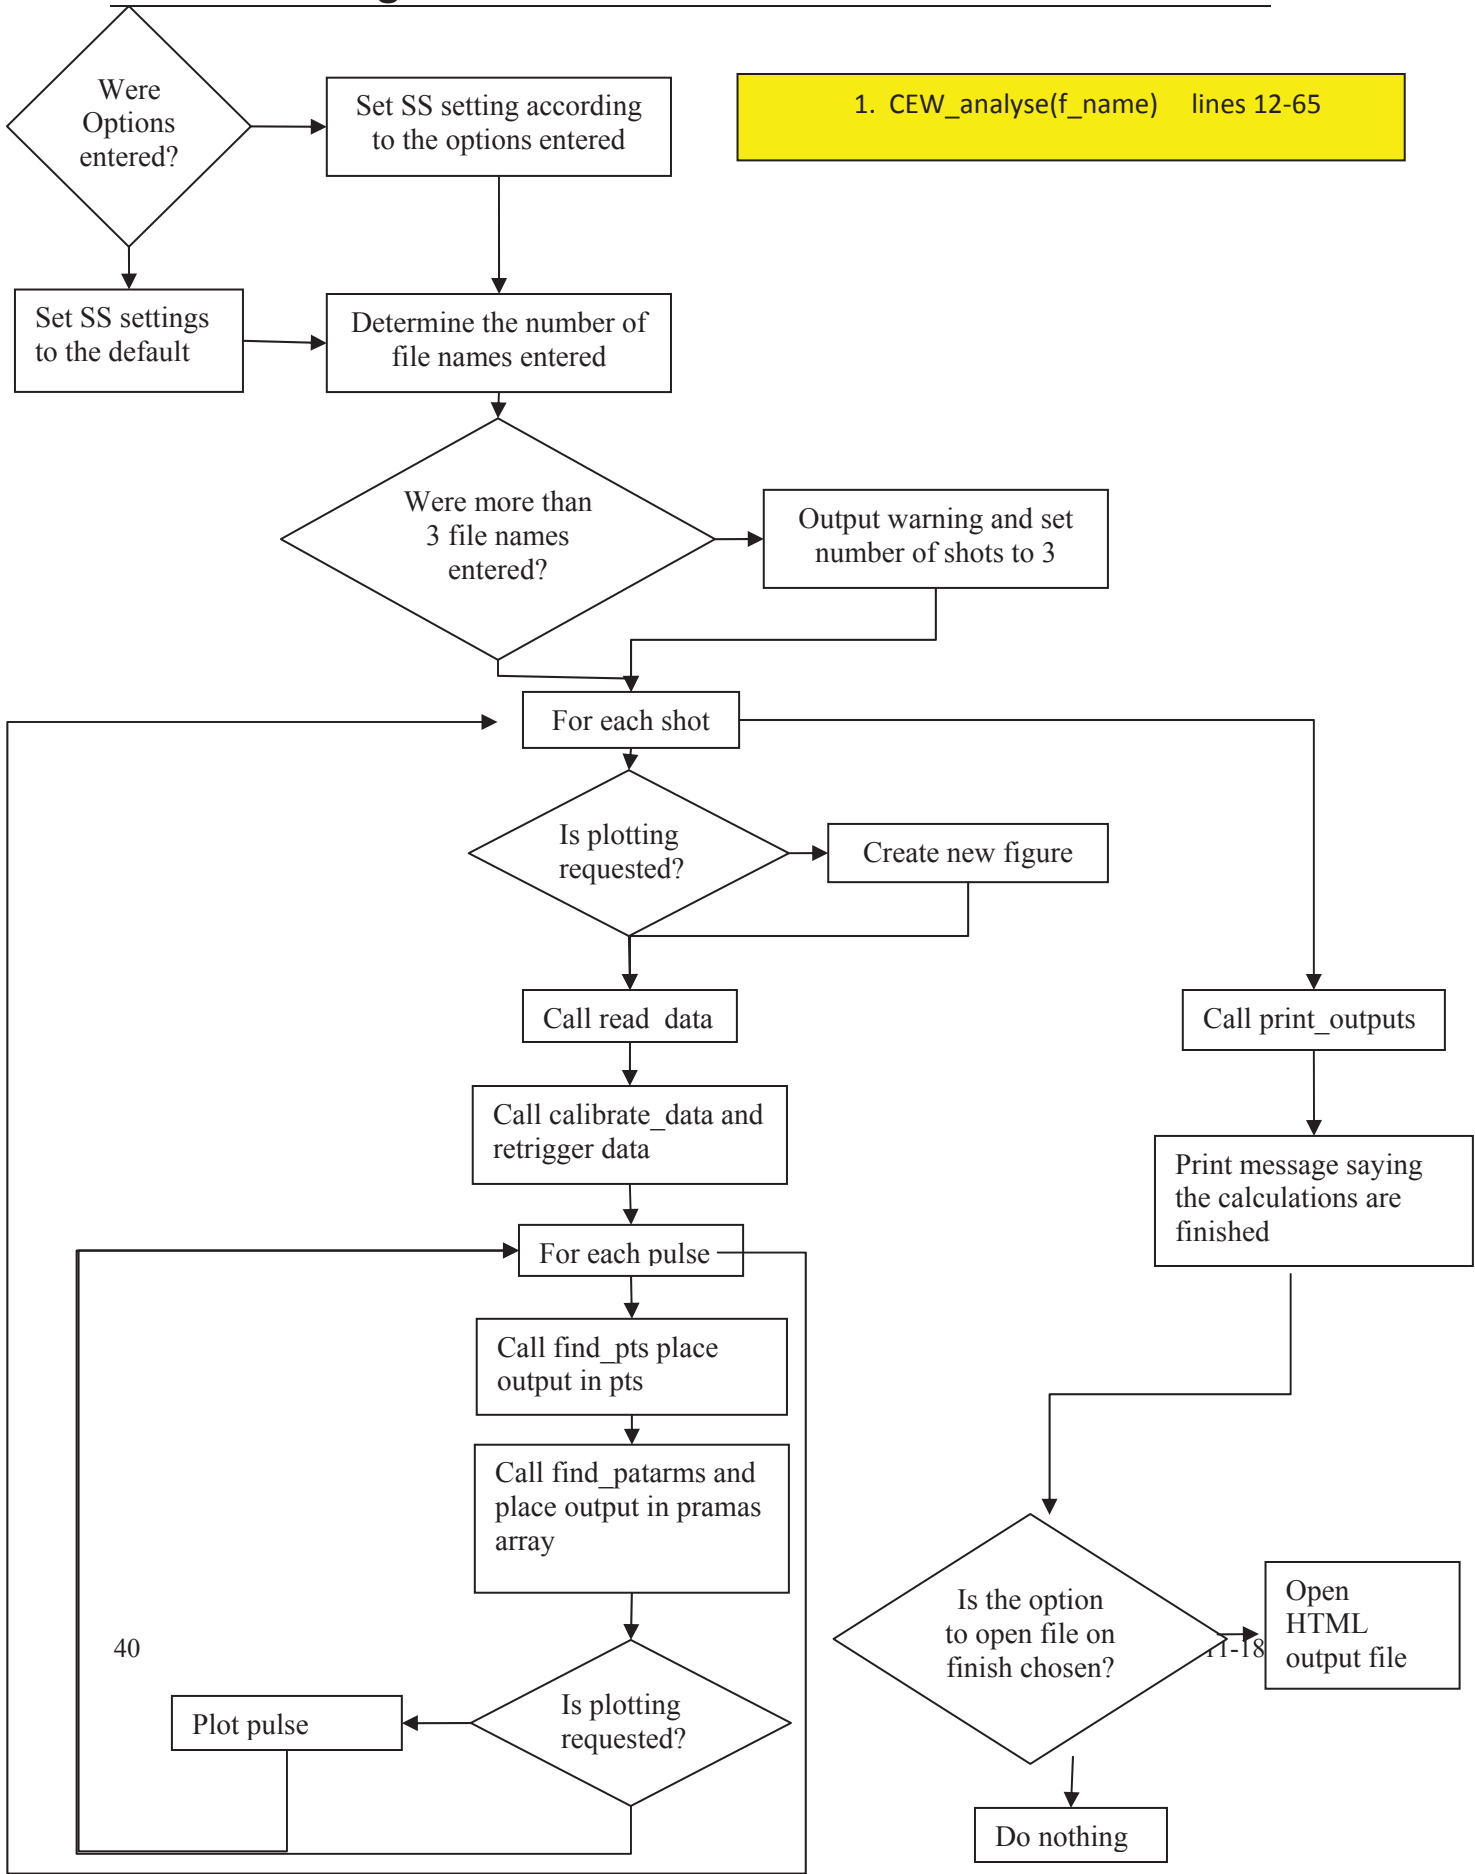 Were
Options
entered?
Set SS setting according
to the options entered
1. CEW_analyse(f_name) lines 12-65
Set SS settings
to the default
Determine the number of
file names entered
Were more than
3 file names
entered?
Output warning and set
number of shots to 3
For each shot
Is plotting
requested?
Create new figure
Call read_data
Call print_outputs
Call calibrate_data and
retrigger data
Print message saying
the calculations are
finished
For each pulse
Call find_pts place
output in pts
Call find_patarms and
place output in pramas
array
Is the option
to open file on
finish chosen?
Open
HTML
output file
40
11-18
Is plotting
requested?
Plot pulse
Do nothing